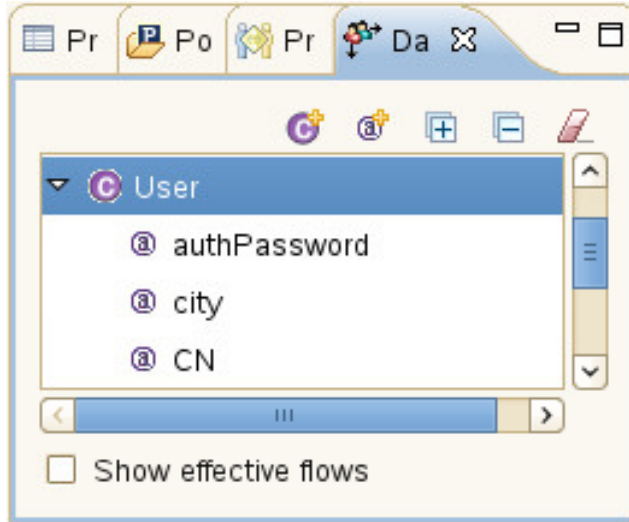 Pr Po Pr Da
User
authPassword
city
CN
Show effective flows